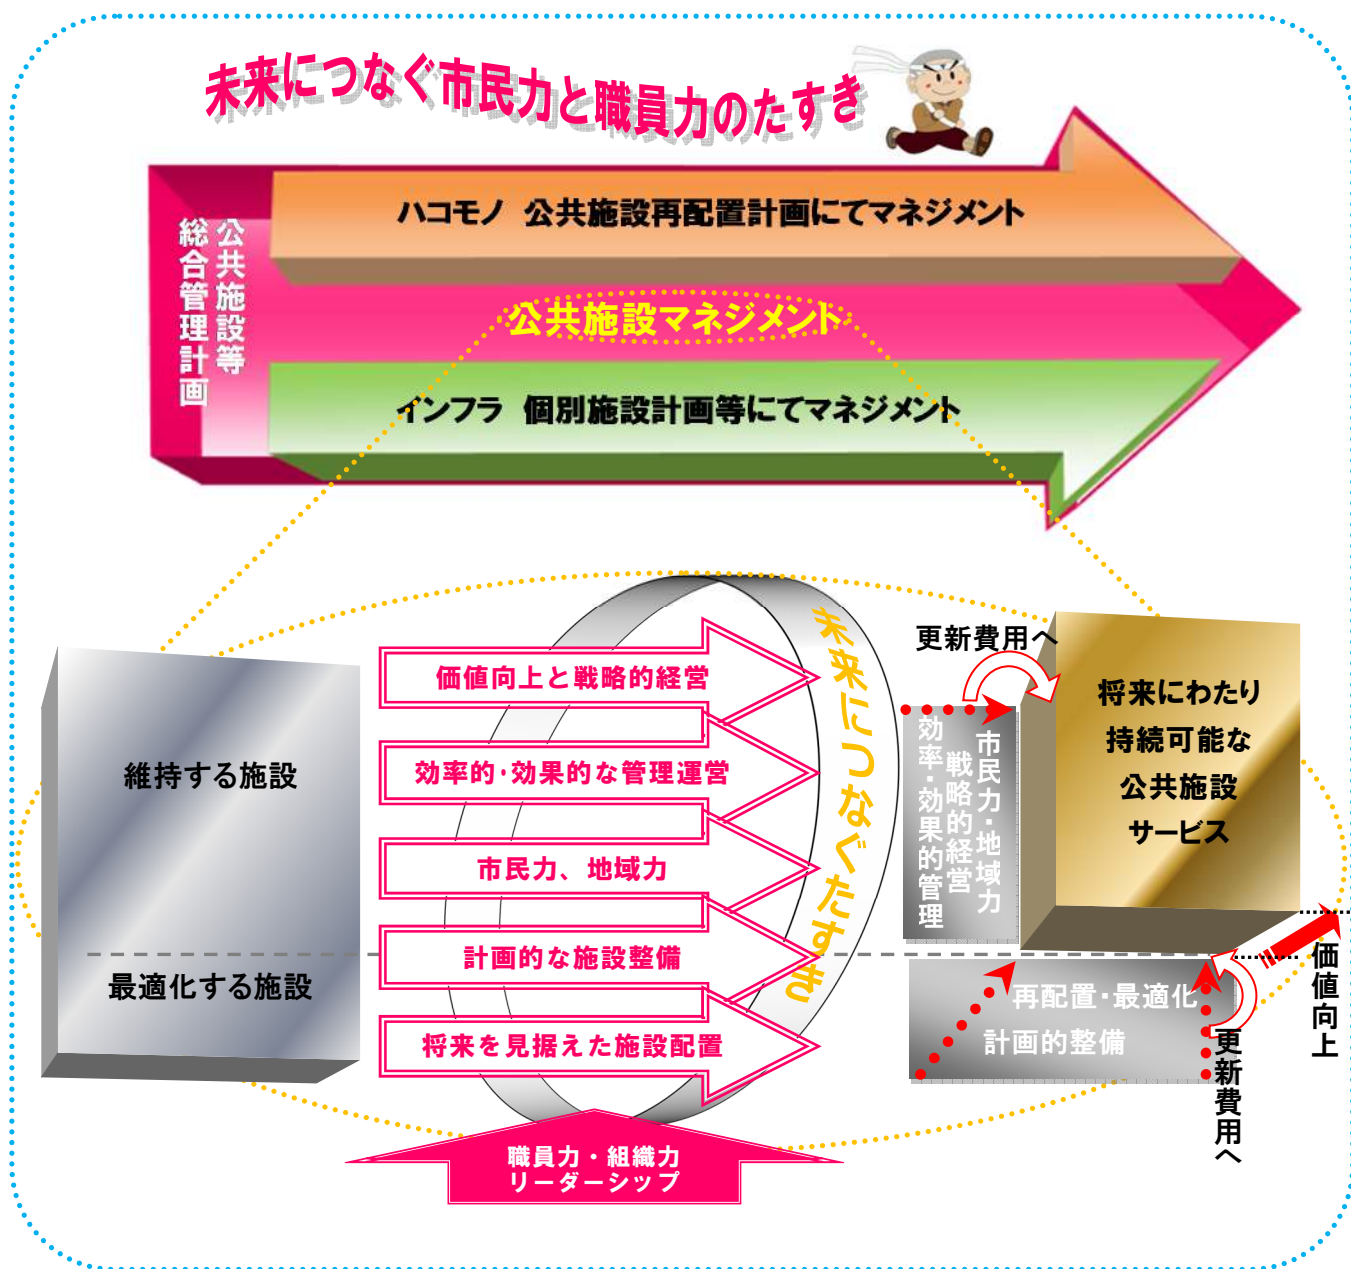 未来につなぐ市民力と職員力のたすき
公共施設等
総合管理計画
ハコモノ 公共施設再配置計画にてマネジメント
公共施設マネジメント
インフラ 個別施設計画等にてマネジメント
維持する施設
最適化する施設
価値向上と戦略的経営
効率的・効果的な管理運営
市民力、地域力
計画的な施設整備
将来を見据えた施設配置
未来につなぐたすき
職員力・組織力
リーダーシップ
更新費用へ
市民力・地域力
戦略的経営
効率・効果的管理
将来にわたり
持続可能な
公共施設
サービス
再配置・最適化
計画的整備
価値向上
更新費用へ